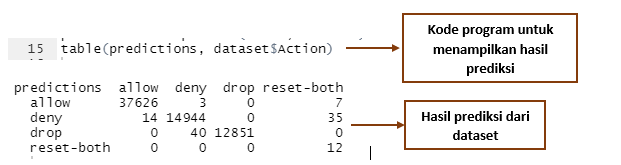 15 table(predictions, dataset$Action)
Kode program untuk
menampilkan hasil
prediksi
predictions allow deny drop reset-both
allow 37626 3 0 7
deny 14 14944 0 35
drop 0 40 12851 0
reset-both 0 0 0 12
Hasil prediksi dari
dataset